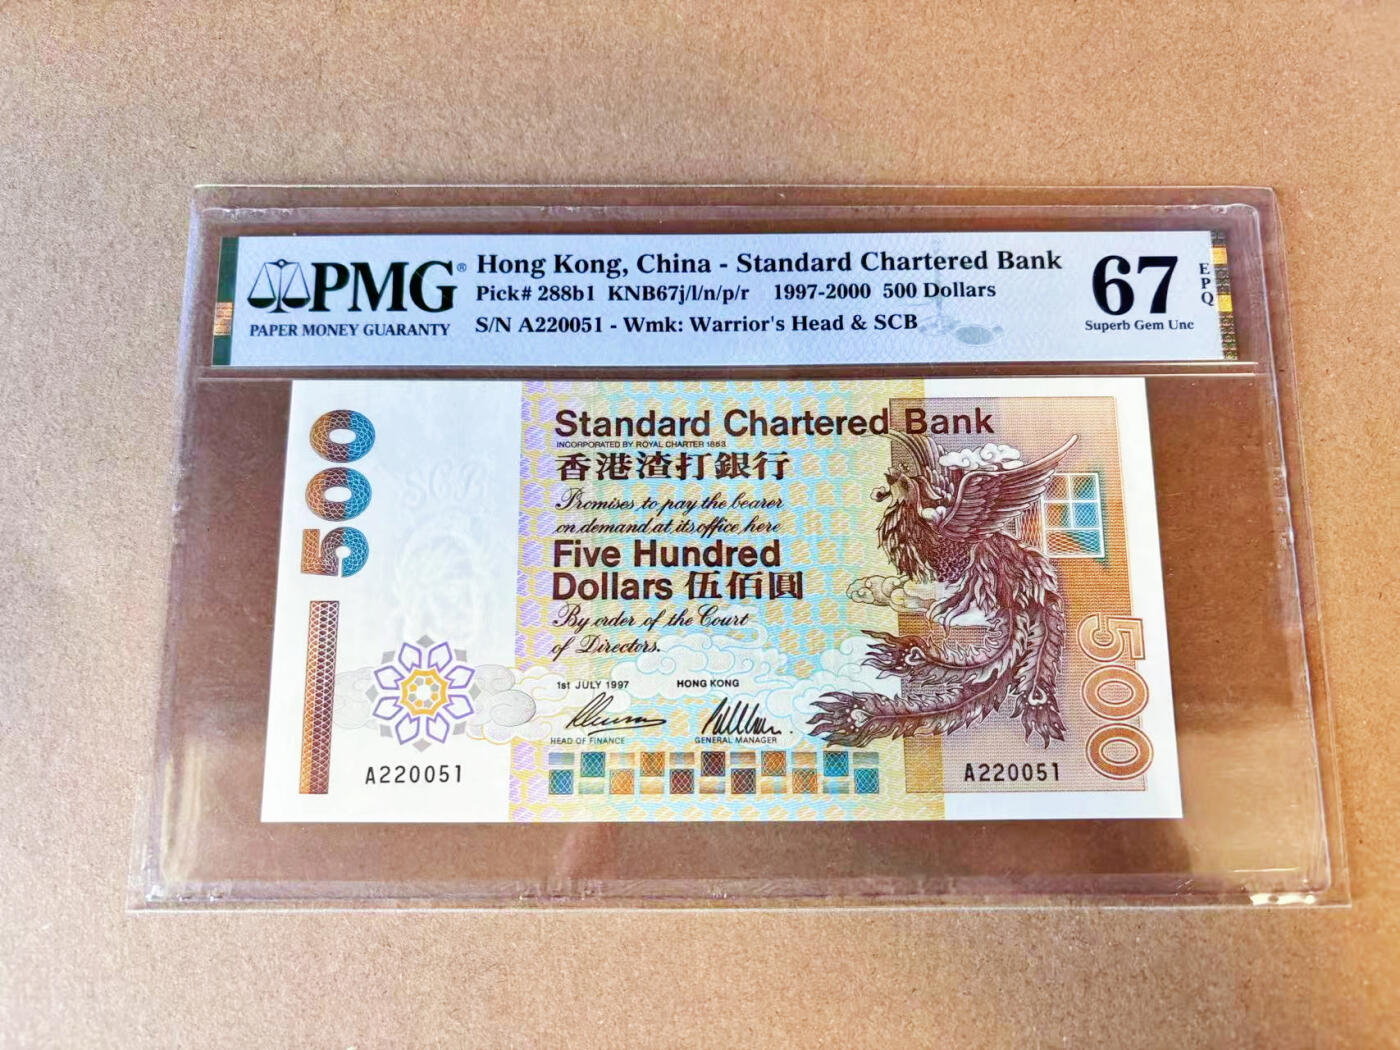 PMG®
PAPER MONEY GUARANTY
Hong Kong, China - Standard Chartered Bank
Pick# 288b1 KNB67j/l/n/p/r 1997-2000 500 Dollars
S/N A220051 - Wmk: Warrior's Head & SCB
67
EPQ
Superb Gem Unc
500
Standard Chartered Bank
INCORPORATED BY ROYAL CHARTER 1853
香港渣打銀行
Promises to pay the bearer
on demand at its office here
Five Hundred
Dollars 伍佰圓
By order of the Court
of Directors.
1st JULY 1997 HONG KONG
HEAD OF FINANCE GENERAL MANAGER
A220051
A220051
500
SCB